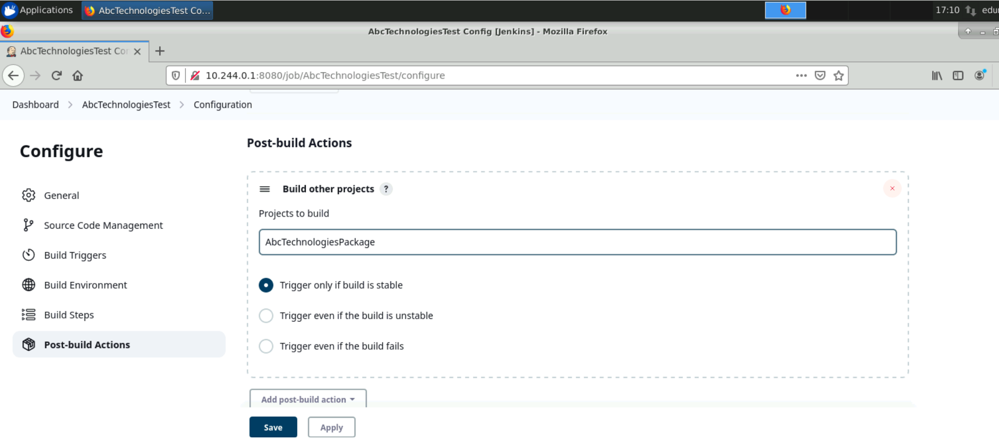 Applications
AbcTechnologiesTest Co...
17:10
AbcTechnologiesTest Config [Jenkins] - Mozilla Firefox
AbcTechnologiesTest Con
10.244.0.1:8080/job/AbcTechnologiesTest/configure
Dashboard > AbcTechnologiesTest > Configuration
Configure
General
Source Code Management
Build Triggers
Build Environment
Build Steps
Post-build Actions
Post-build Actions
Build other projects ?
Projects to build
AbcTechnologiesPackage
Trigger only if build is stable
Trigger even if the build is unstable
Trigger even if the build fails
Add post-build action
Save
Apply